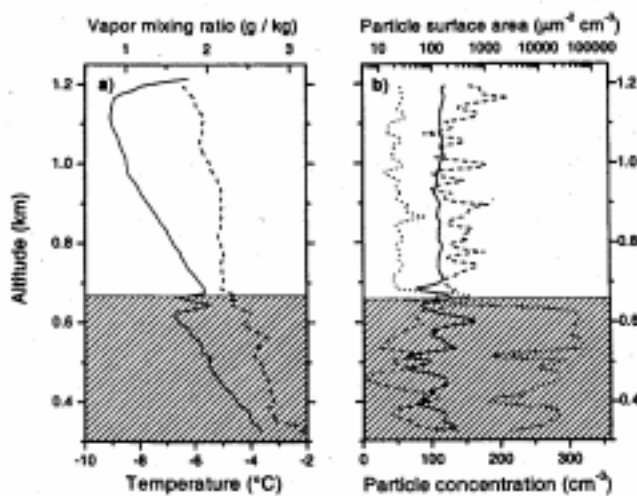 Vapor mixing ratio (g / kg)
1 2 3
Particle surface area (μm⁻² cm⁻³)
10 100 1000 10000 100000
a)
b)
Altitude (km)
1.2
1.0
0.8
0.6
0.4
1.2
1.0
0.8
0.6
0.4
-10 -8 -6 -4 -2
0 100 200 300
Temperature (°C)
Particle concentration (cm⁻³)